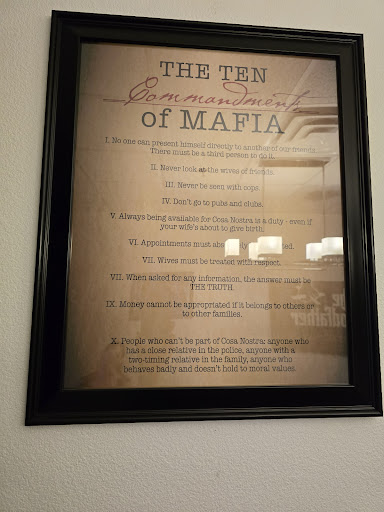 THE TEN
Commandments
of MAFIA
I. No one can present himself directly to another of our friends.
There must be a third person to do it.
II. Never look at the wives of friends.
III. Never be seen with cops.
IV. Don't go to pubs and clubs.
V. Always being available for Cosa Nostra is a duty - even if
your wife's about to give birth.
VI. Appointments must
VII. Wives must be treated with respect.
VII. When asked for any information, the answer must be
THE TRUTH.
IX. Money cannot be appropriated if it belongs to others or
to other families.
X. People who can't be part of Cosa Nostra: anyone who
has a close relative in the police, anyone with a
two-timing relative in the family, anyone who
behaves badly and doesn't hold to moral values.